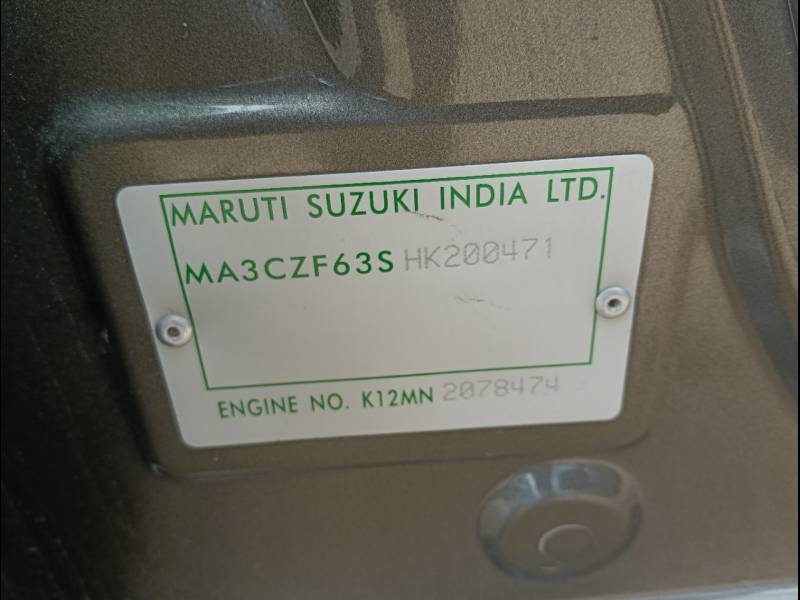 MARUTI SUZUKI INDIA LTD.
MA3CZF63S HK200471
ENGINE NO. K12MN 2078474